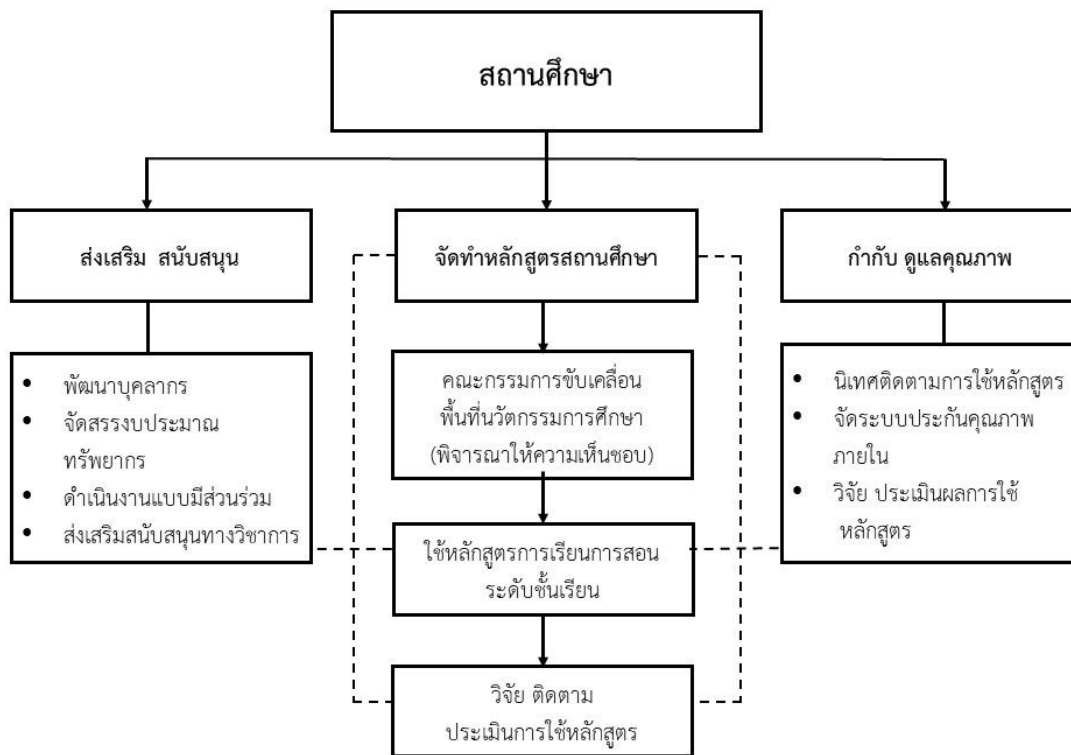 สถานศึกษา
ส่งเสริม สนับสนุน
• พัฒนาบุคลากร
• จัดสรรงบประมาณ
ทรัพยากร
• ดำเนินงานแบบมีส่วนร่วม
• ส่งเสริมสนับสนุนทางวิชาการ
จัดทำหลักสูตรสถานศึกษา
คณะกรรมการขับเคลื่อน
พื้นที่นวัตกรรมการศึกษา
(พิจารณาให้ความเห็นชอบ)
ใช้หลักสูตรการเรียนการสอน
ระดับชั้นเรียน
วิจัย ติดตาม
ประเมินการใช้หลักสูตร
กำกับ ดูแลคุณภาพ
• นิเทศติดตามการใช้หลักสูตร
• จัดระบบประกันคุณภาพ
ภายใน
• วิจัย ประเมินผลการใช้
หลักสูตร